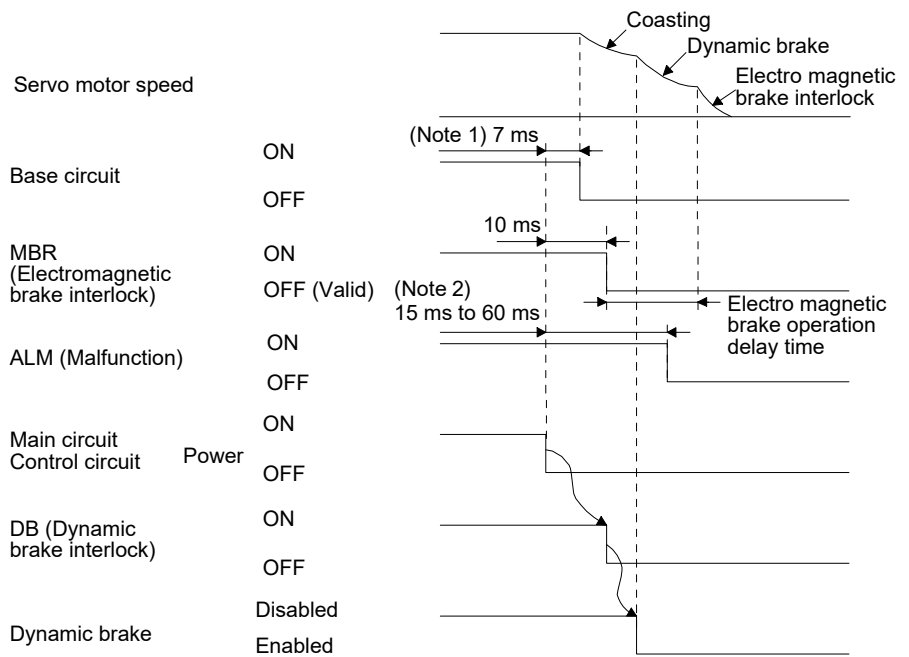 Coasting
Dynamic brake
Servo motor speed
Electro magnetic
brake interlock
(Note 1) 7 ms
Base circuit
ON
OFF
10 ms
MBR
(Electromagnetic
brake interlock)
ON
OFF (Valid)
(Note 2)
15 ms to 60 ms
Electro magnetic
brake operation
delay time
ALM (Malfunction)
ON
OFF
Main circuit
Control circuit
Power
ON
OFF
DB (Dynamic
brake interlock)
ON
OFF
Dynamic brake
Disabled
Enabled